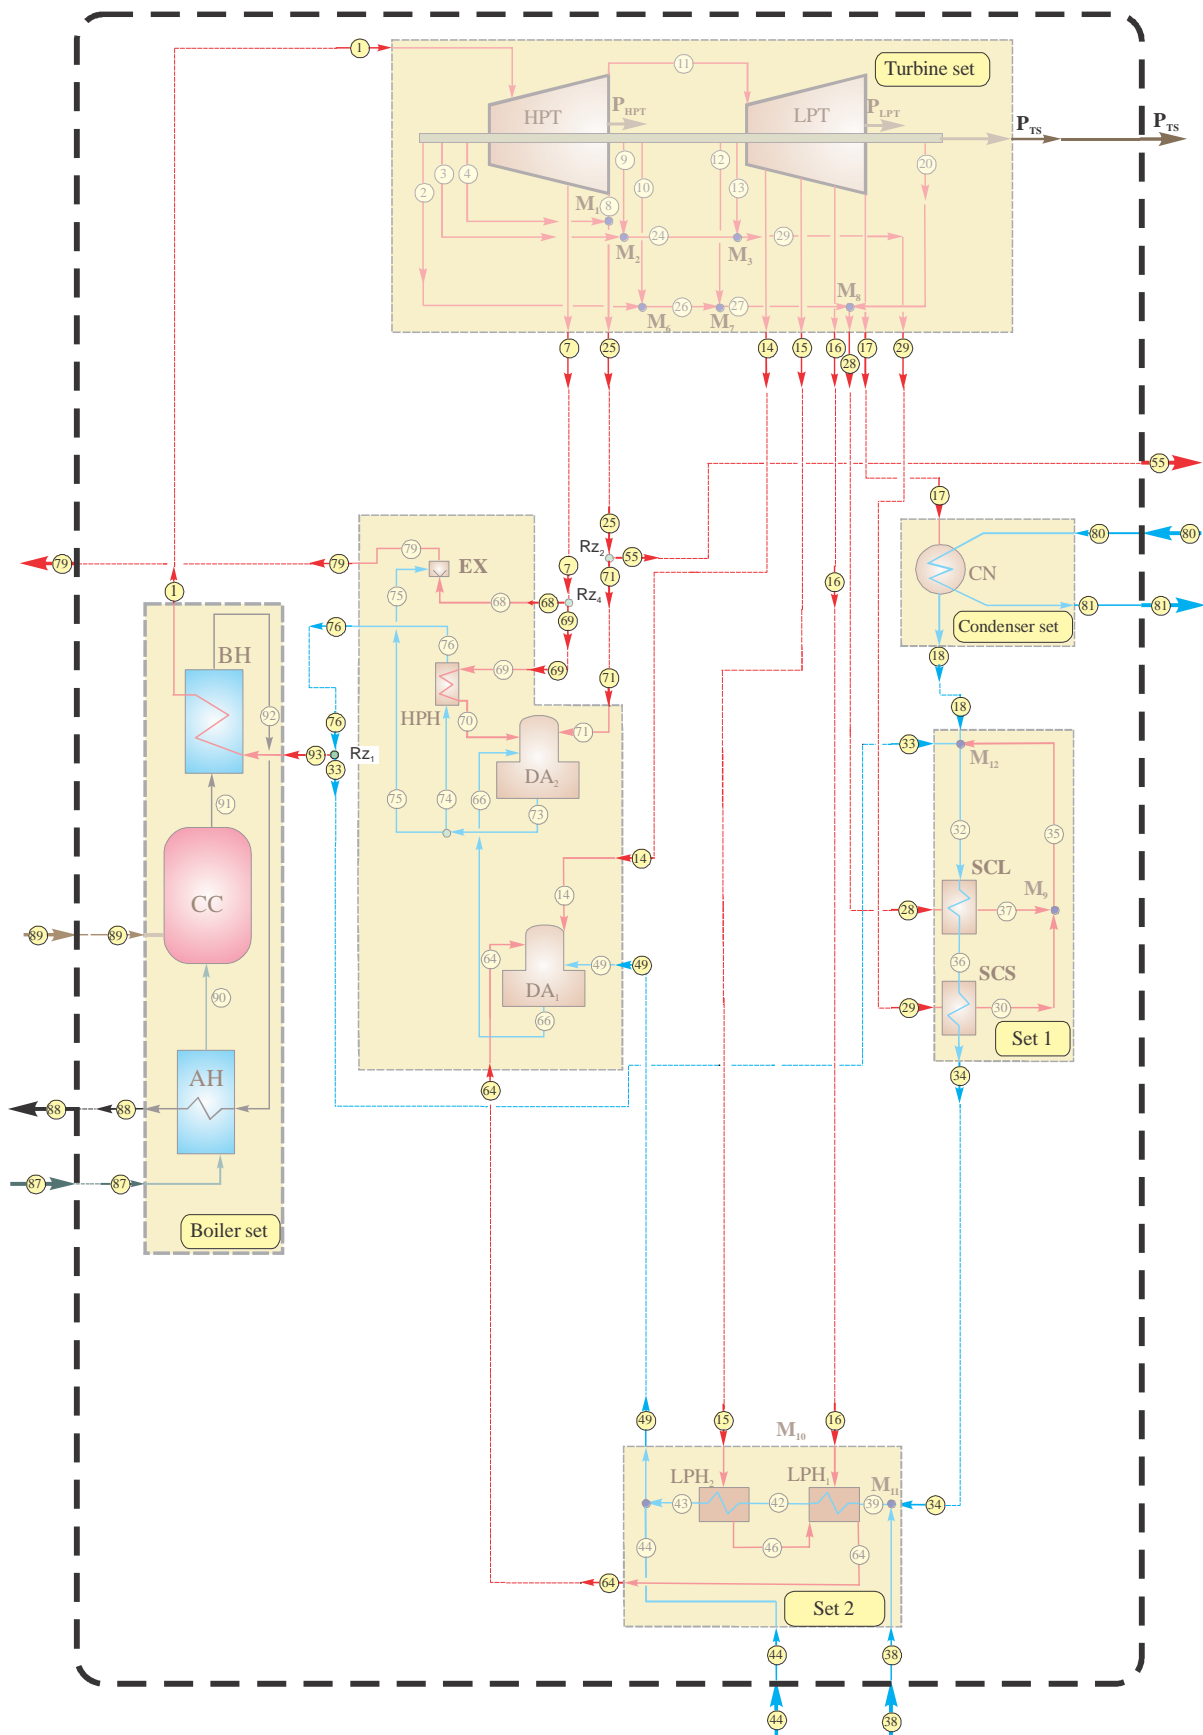 1
11
Turbine set
HPT
P_HPT
LPT
P_LPT
P_TS
P_TS
2
3
4
9
10
12
13
20
M_1
8
24
29
M_2
M_3
M_8
26
27
M_6
M_7
7
25
14
15
16
28
17
29
55
17
80
80
25
Rz_2
55
79
79
79
EX
7
71
CN
75
68
68
Rz_4
69
16
81
81
1
76
76
Condenser set
18
BH
69
69
71
HPH
92
76
70
71
18
93
Rz_1
33
33
M_12
DA_2
91
75
74
66
73
32
35
14
SCL
M_9
14
CC
28
37
89
89
64
49
49
36
SCS
90
DA_1
29
30
66
Set 1
AH
34
64
88
88
87
87
Boiler set
49
15
16
M_10
LPH_2
LPH_1
M_11
43
42
39
34
44
46
64
64
Set 2
44
38
44
38